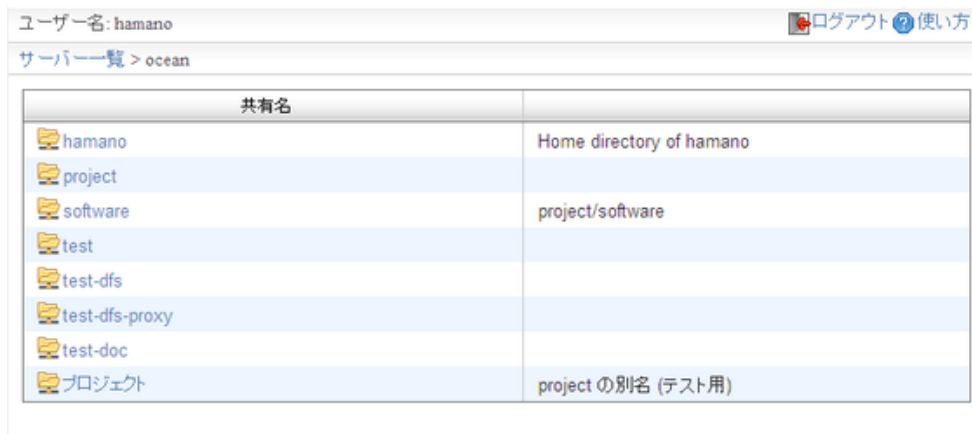 ユーザー名: hamano ログアウト ?使い方
サーバー一覧 > ocean
共有名
hamano Home directory of hamano
project
software project/software
test
test-dfs
test-dfs-proxy
test-doc
プロジェクト project の別名 (テスト用)